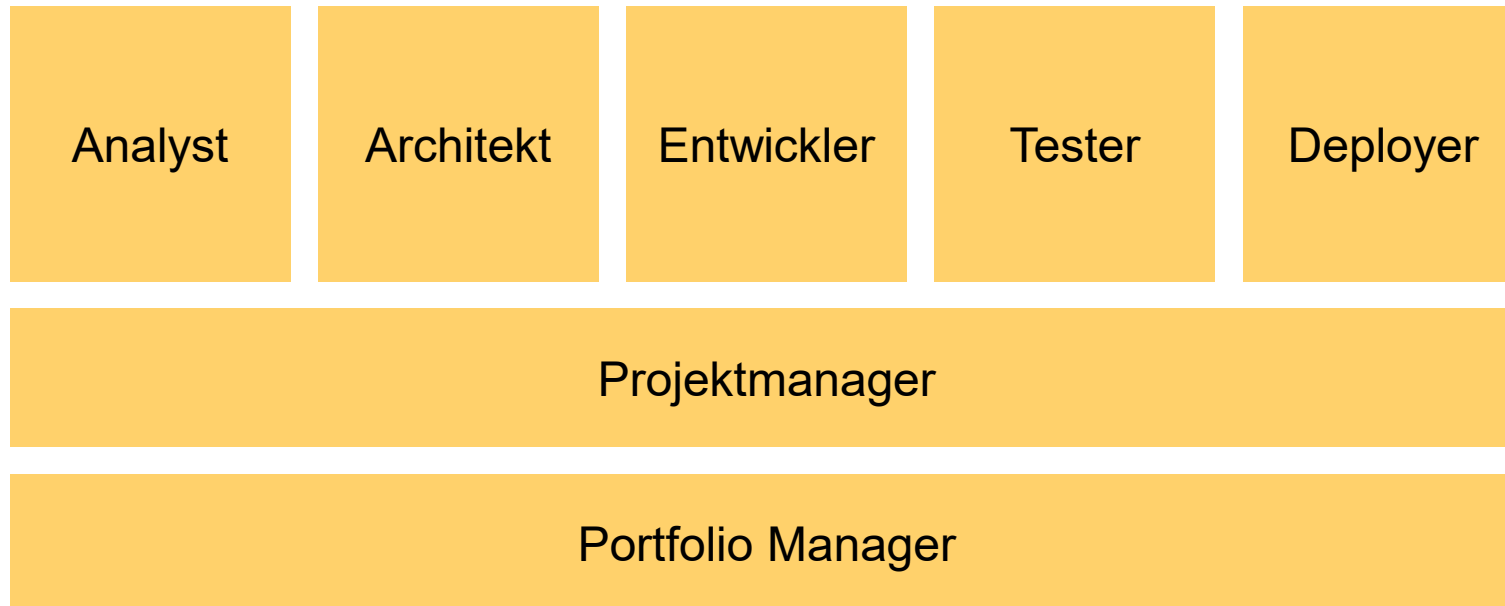 Analyst
Architekt
Entwickler
Tester
Deployer
Projektmanager
Portfolio Manager